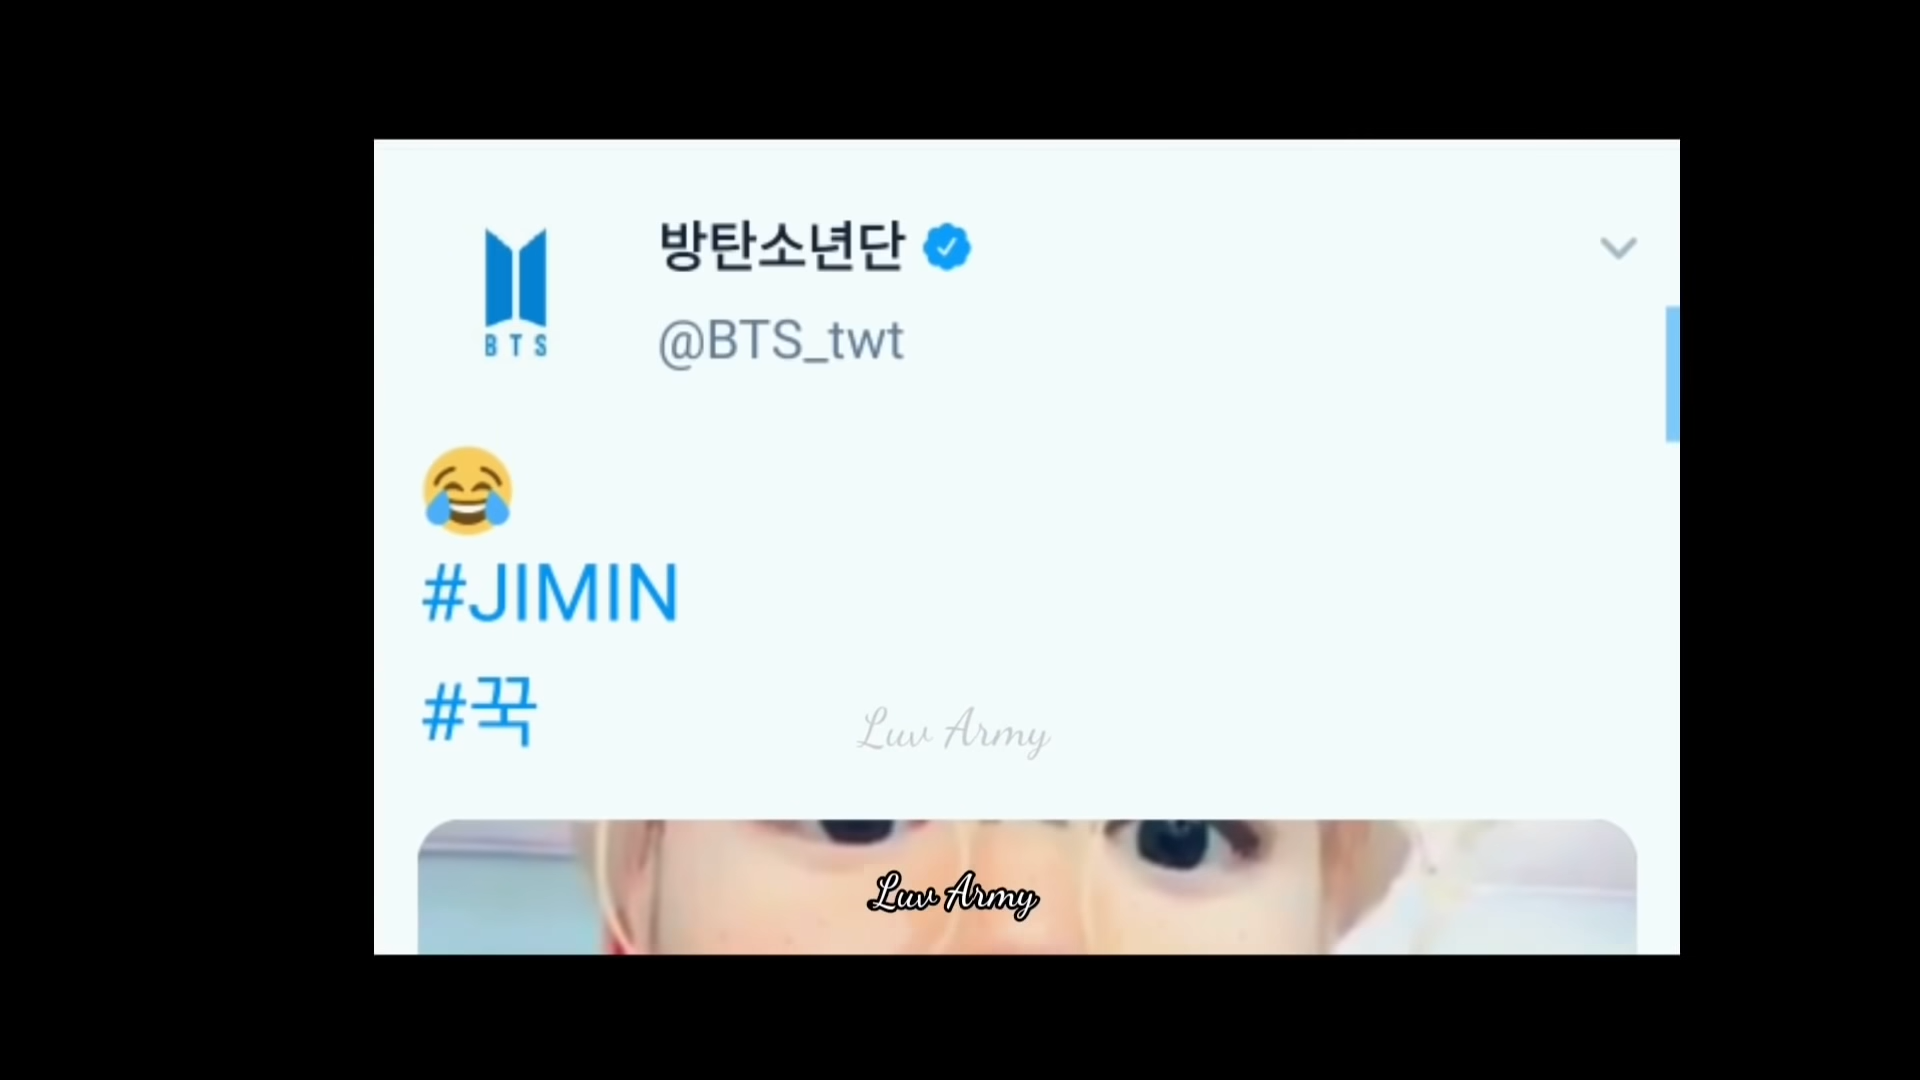 방탄소년단
BTS
@BTS_twt
😂
#JIMIN
#꾹
Luv Army
Luv Army